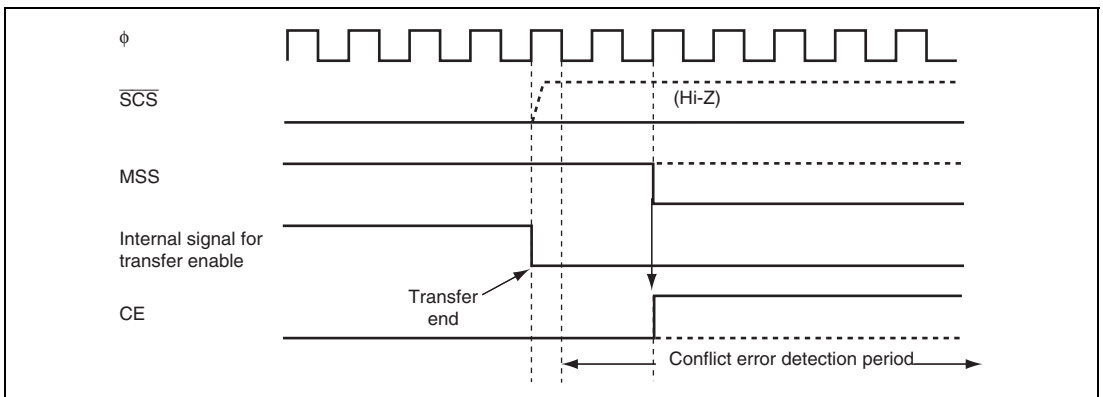 ϕ
SCS
(Hi-Z)
MSS
Internal signal for
transfer enable
Transfer
end
CE
Conflict error detection period